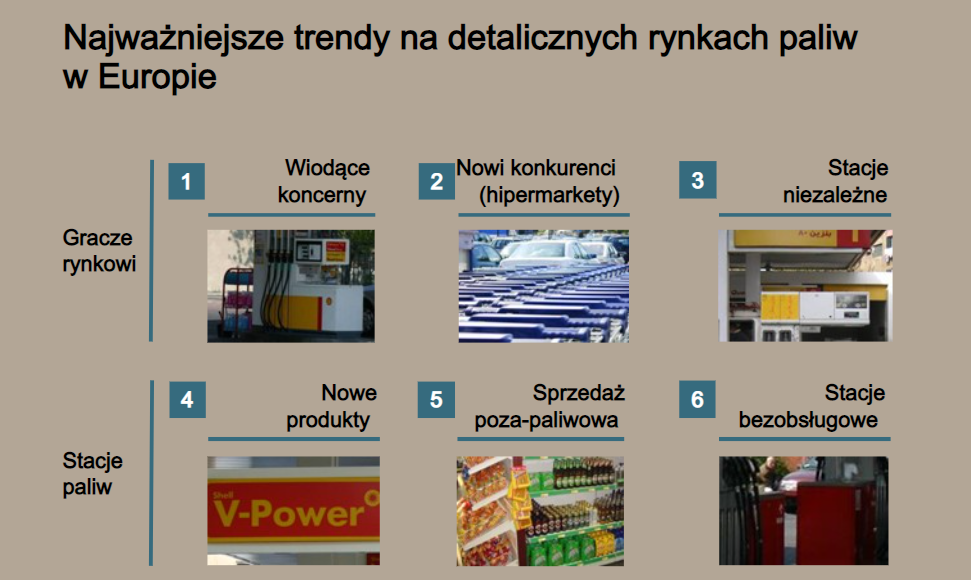 Najważniejsze trendy na detalicznych rynkach paliw
w Europie
Gracze
rynkowi
1
Wiodące
koncerny
2
Nowi konkurenci
(hipermarkety)
3
Stacje
niezależne
Stacje
paliw
4
Nowe
produkty
Shell
V-Power
5
Sprzedaż
poza-paliwowa
6
Stacje
bezobsługowe